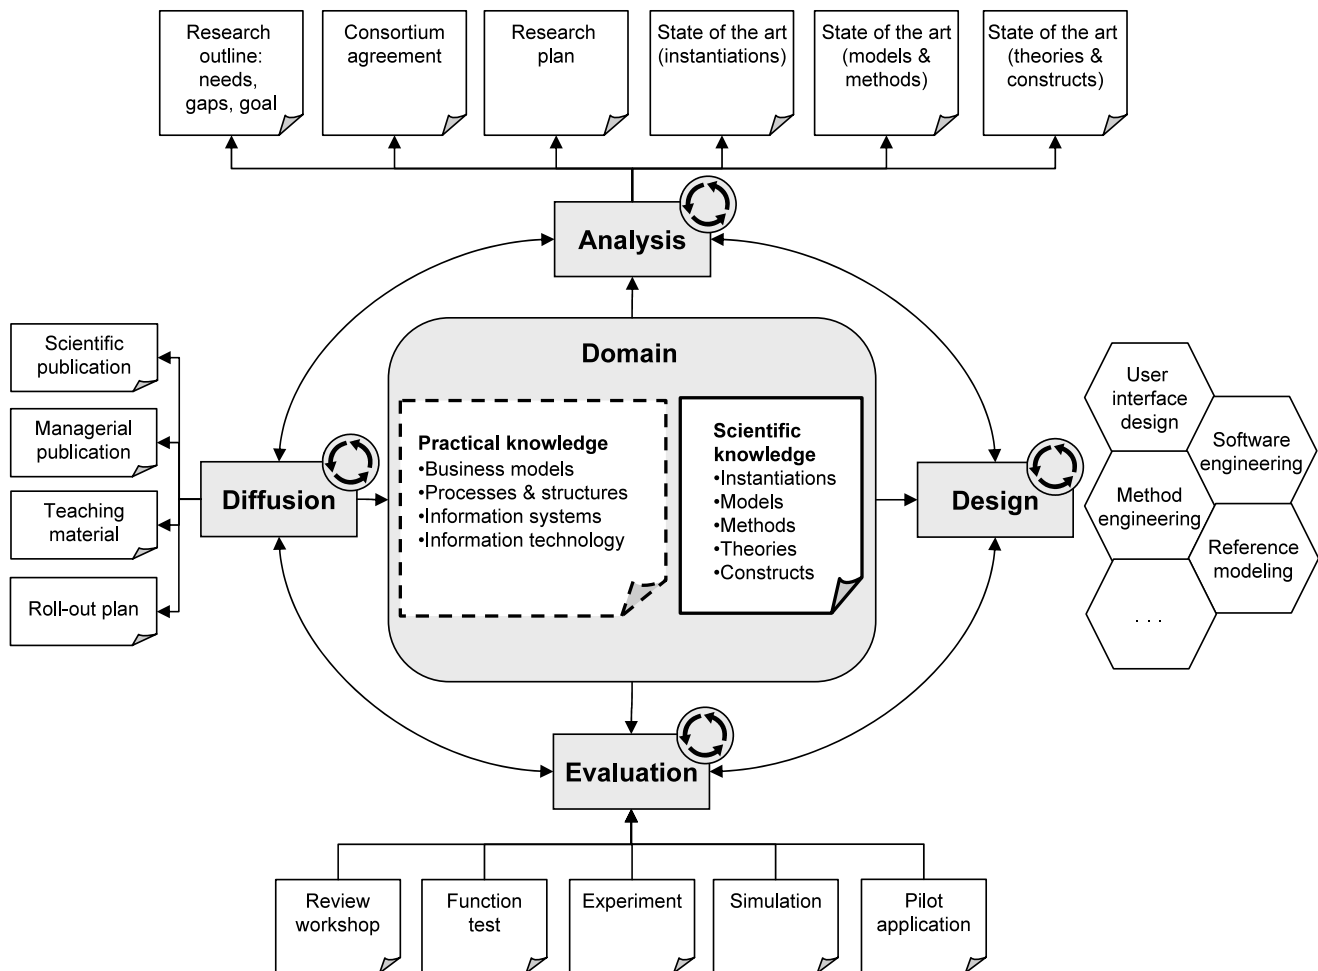 Research
outline:
needs,
gaps, goal
Consortium
agreement
Research
plan
State of the art
(instantiations)
State of the art
(models &
methods)
State of the art
(theories &
constructs)
Analysis
Domain
Practical knowledge
•Business models
•Processes & structures
•Information systems
•Information technology
Scientific
knowledge
•Instantiations
•Models
•Methods
•Theories
•Constructs
Scientific
publication
Managerial
publication
Teaching
material
Roll-out plan
Diffusion
Design
User
interface
design
Software
engineering
Method
engineering
Reference
modeling
. . .
Evaluation
Review
workshop
Function
test
Experiment
Simulation
Pilot
application